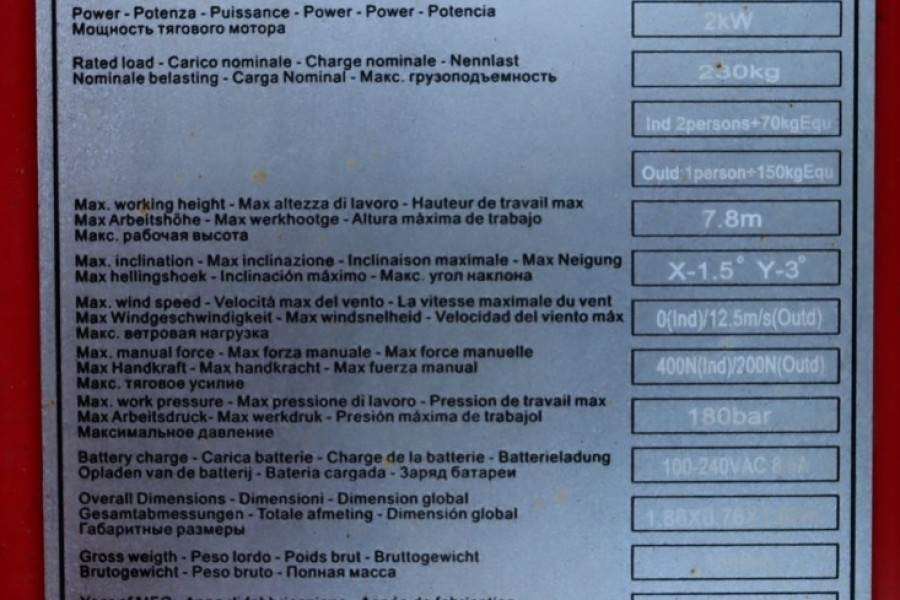 Power - Potenza - Puissance - Power - Power - Potencia
Мощность тягового мотора
2kW
Rated load - Carico nominale - Charge nominale - Nennlast
Nominale belasting - Carga Nominal - Макс. грузоподъемность
230kg
Ind 2persons+70kgEqu
Outd:1person+150kgEqu
Max. working height - Max altezza di lavoro - Hauteur de travail max
Max Arbeitshöhe - Max werkhootge - Altura màxima de trabajo
Макс. рабочая высота
7.8m
Max. inclination - Max inclinazione - Inclinaison maximale - Max Neigung
Max hellingshoek - Inclinación máximo - Макс. угол наклона
X-1.5° Y-3°
Max. wind speed - Velocitá max del vento - La vitesse maximale du vent
Max Windgeschwindigkeit - Max windsnelheid - Velocidad del viento máx
Макс. ветровая нагрузка
0(Ind)/12.5m/s(Outd)
Max. manual force - Max forza manuale - Max force manuelle
Max Handkraft - Max handkracht - Max fuerza manual
Макс. тяговое усилие
400N(Ind)/200N(Outd)
Max. work pressure - Max pressione di lavoro - Pression de travail max
Max Arbeitsdruck- Max werkdruk - Presión máxima de trabajol
Максимальное давление
180bar
Battery charge - Carica batterie - Charge de la batterie - Batterieladung
Opladen van de batterij - Bateria cargada - Заряд батареи
100-240VAC
Overall Dimensions - Dimensioni - Dimension global
Gesamtabmessungen - Totale afmeting - Dimensión global
Габаритные размеры
Gross weigth - Peso lordo - Poids brut - Bruttogewicht
Brutogewicht - Peso bruto - Полная масса